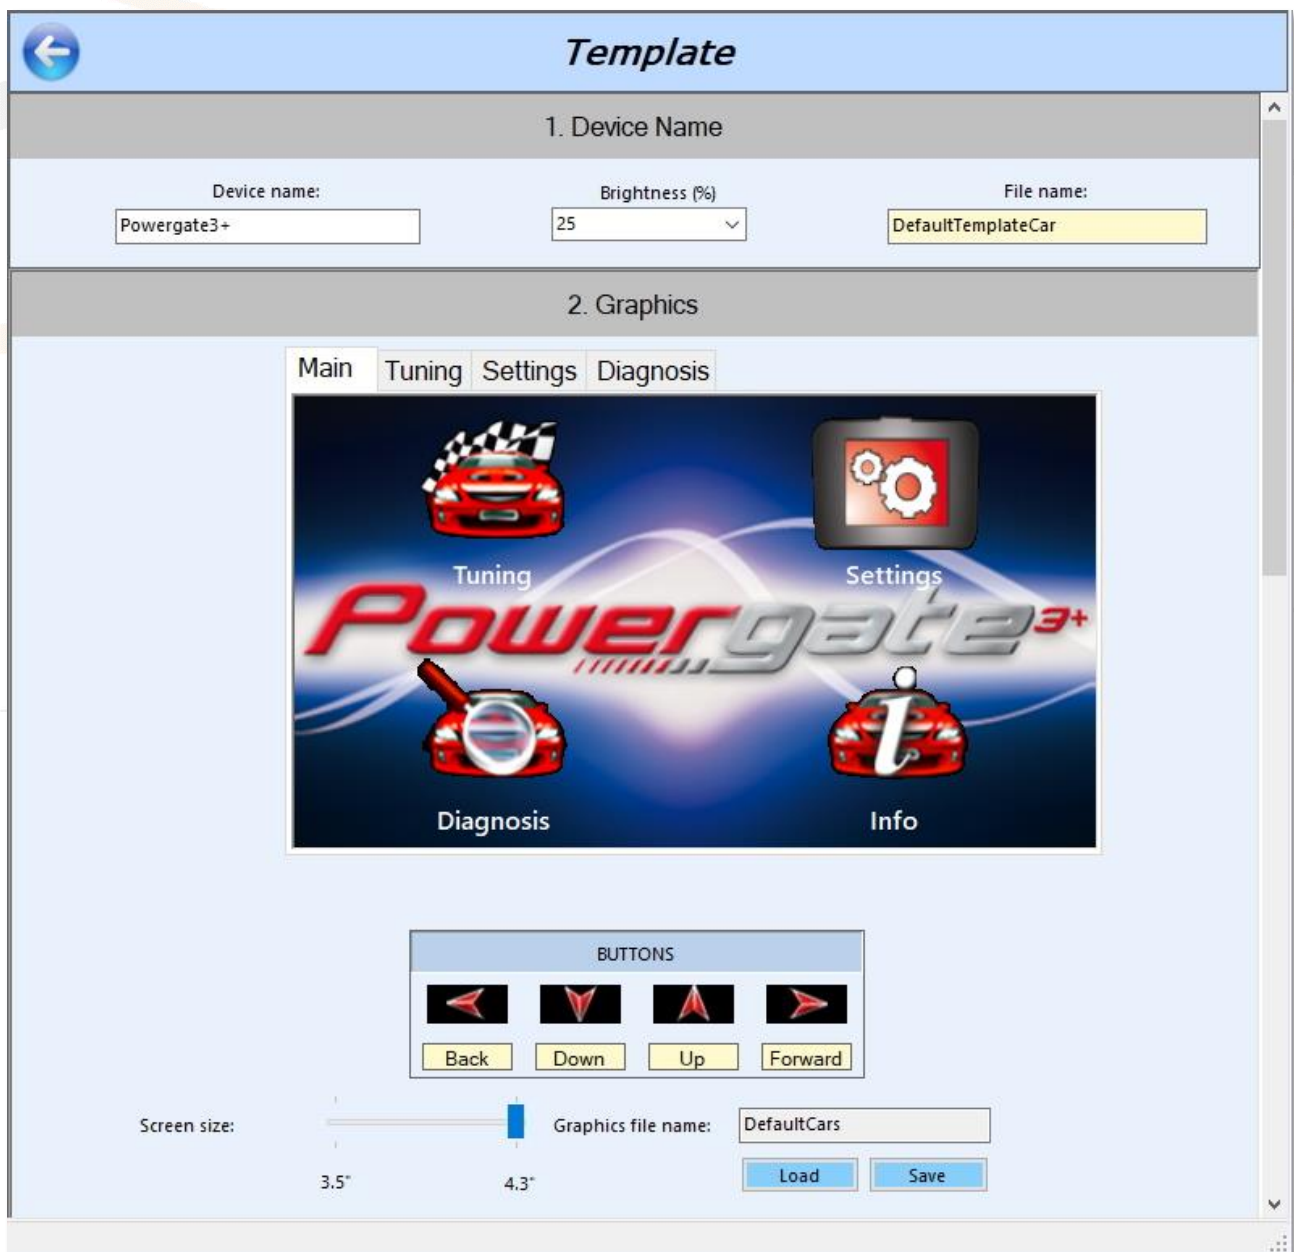 Template
1. Device Name
Device name: Brightness (%) File name:
Powergate3+ 25 DefaultTemplateCar
2. Graphics
Main Tuning Settings Diagnosis
Tuning Settings
Powergate3+
Diagnosis Info
BUTTONS
Back Down Up Forward
Screen size: Graphics file name: DefaultCars
3.5" 4.3" Load Save